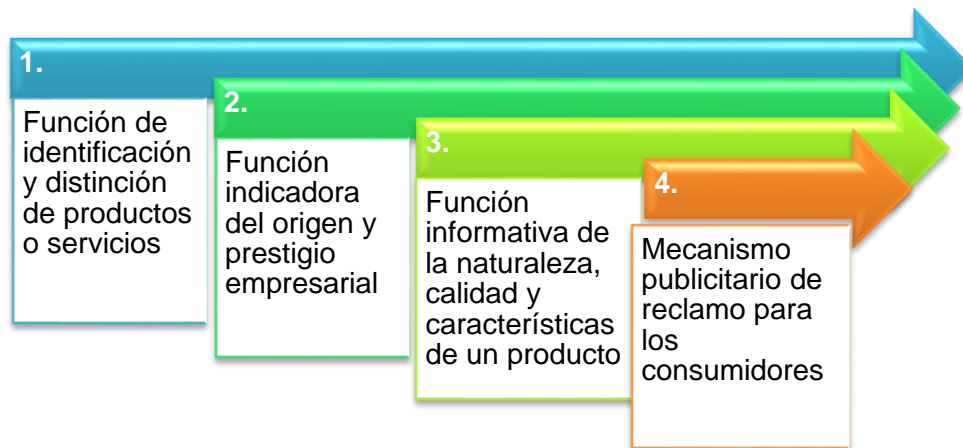 1.
Función de
identificación
y distinción
de productos
o servicios
2.
Función
indicadora
del origen y
prestigio
empresarial
3.
Función
informativa de
la naturaleza,
calidad y
características
de un producto
4.
Mecanismo
publicitario de
reclamo para
los
consumidores